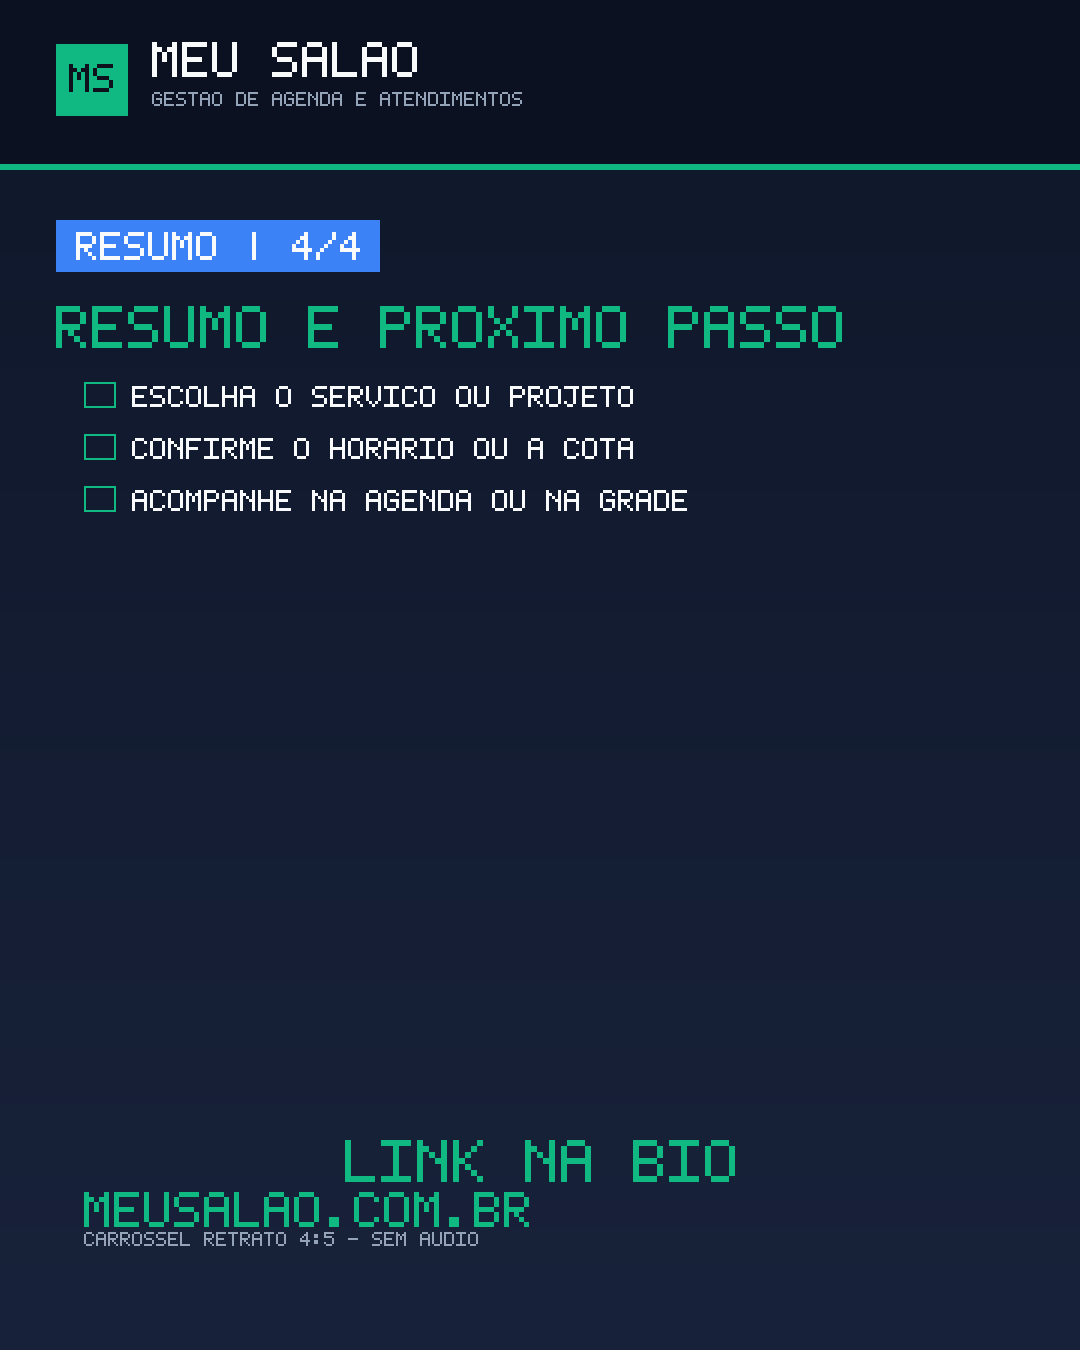 MS
MEU SALAO
GESTAO DE AGENDA E ATENDIMENTOS
RESUMO | 4/4
RESUMO E PROXIMO PASSO
ESCOLHA O SERVICO OU PROJETO
CONFIRME O HORARIO OU A COTA
ACOMPANHE NA AGENDA OU NA GRADE
LINK NA BIO
MEUSALAO.COM.BR
CARROSSEL RETRATO 4:5 - SEM AUDIO